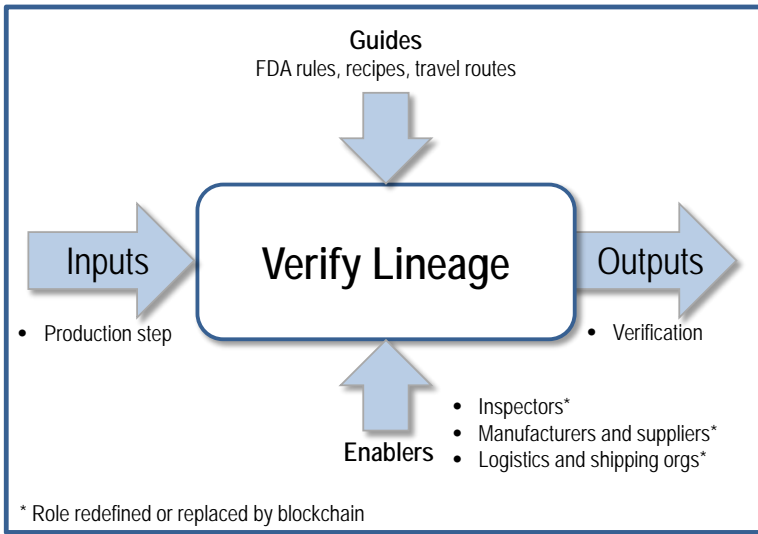 Guides
FDA rules, recipes, travel routes
Inputs
Verify Lineage
Outputs
• Production step
• Verification
Enablers
• Inspectors*
• Manufacturers and suppliers*
• Logistics and shipping orgs*
* Role redefined or replaced by blockchain